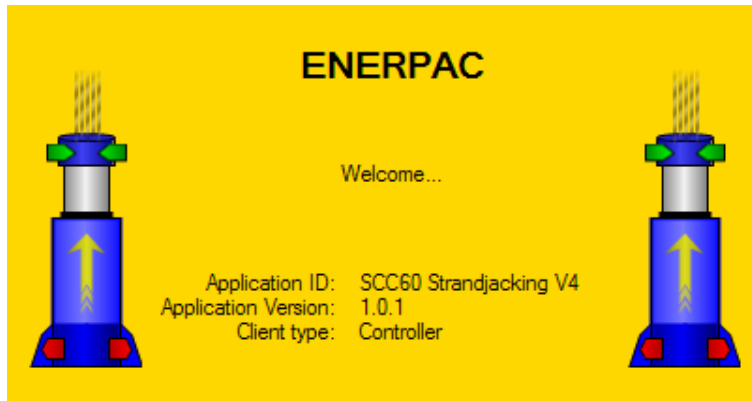 ENERPAC
Welcome...
Application ID: SCC60 Strandjacking V4
Application Version: 1.0.1
Client type: Controller